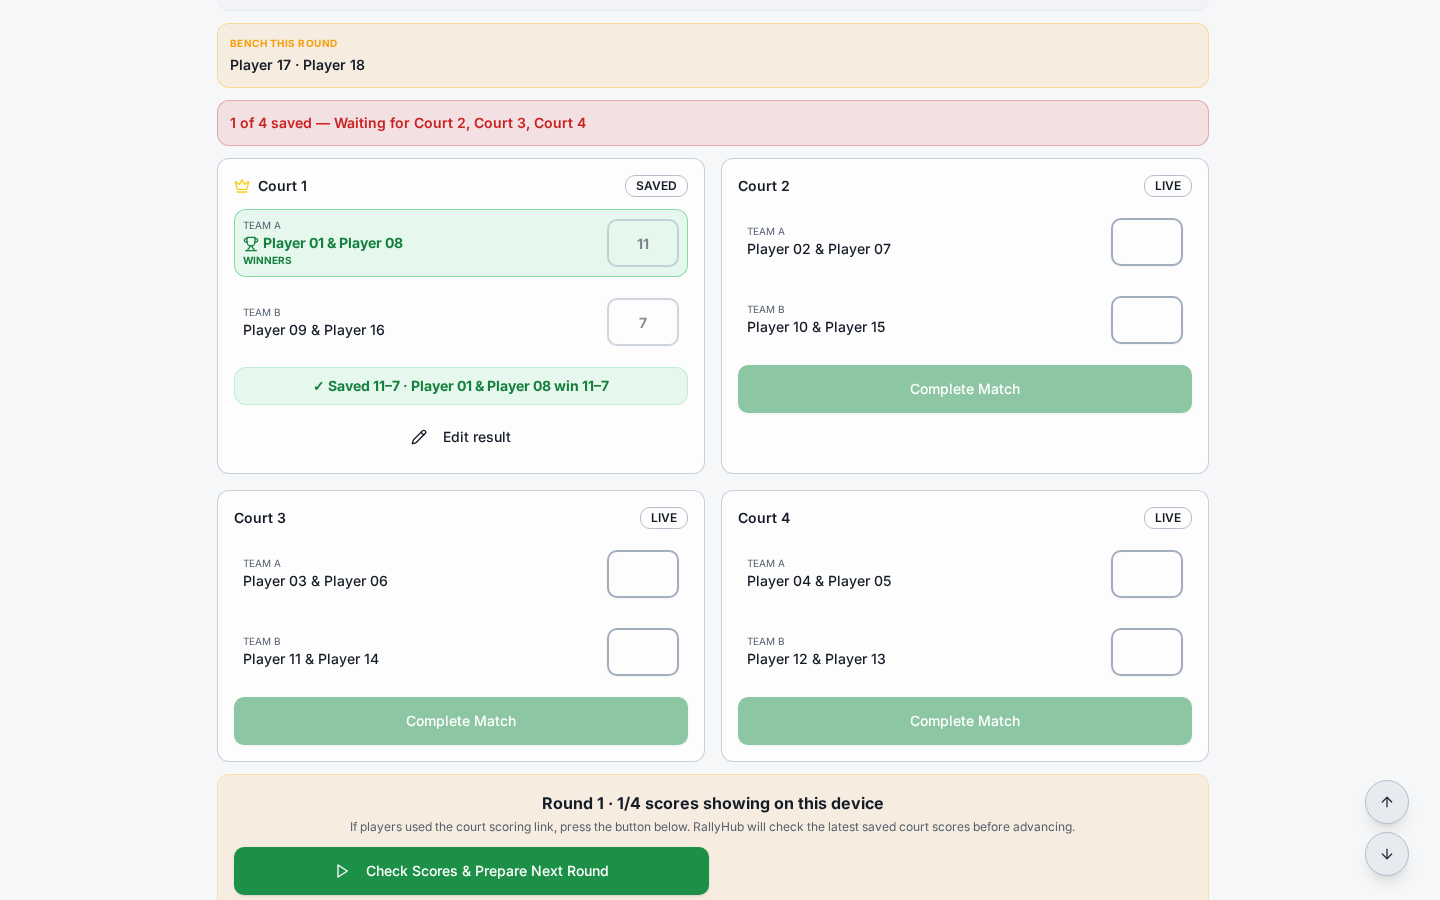 BENCH THIS ROUND
Player 17 · Player 18
1 of 4 saved — Waiting for Court 2, Court 3, Court 4
Court 1
SAVED
TEAM A
Player 01 & Player 08
WINNERS
11
TEAM B
Player 09 & Player 16
7
✓ Saved 11–7 · Player 01 & Player 08 win 11–7
Edit result
Court 2
LIVE
TEAM A
Player 02 & Player 07
TEAM B
Player 10 & Player 15
Complete Match
Court 3
LIVE
TEAM A
Player 03 & Player 06
TEAM B
Player 11 & Player 14
Complete Match
Court 4
LIVE
TEAM A
Player 04 & Player 05
TEAM B
Player 12 & Player 13
Complete Match
Round 1 · 1/4 scores showing on this device
If players used the court scoring link, press the button below. RallyHub will check the latest saved court scores before advancing.
Check Scores & Prepare Next Round